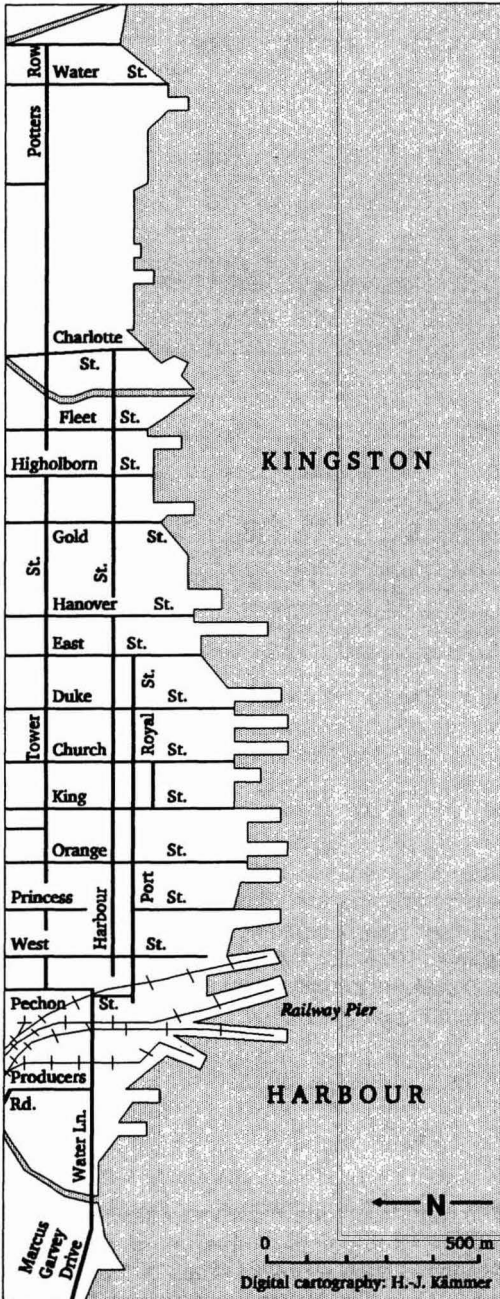 Row
Water St.
Potters
Charlotte
St.
Fleet St.
KINGSTON
Higholborn St.
Gold St.
St.
St.
Hanover St.
East St.
St.
Duke St.
Tower
Church St.
Royal
King St.
Orange St.
Princess St.
Port
Harbour
West St.
Pechon St.
Railway Pier
Producers
Rd.
HARBOUR
Water Ln.
N
Marcus
Garvey
Drive
0 500 m
Digital cartography: H.-J. Kämmer